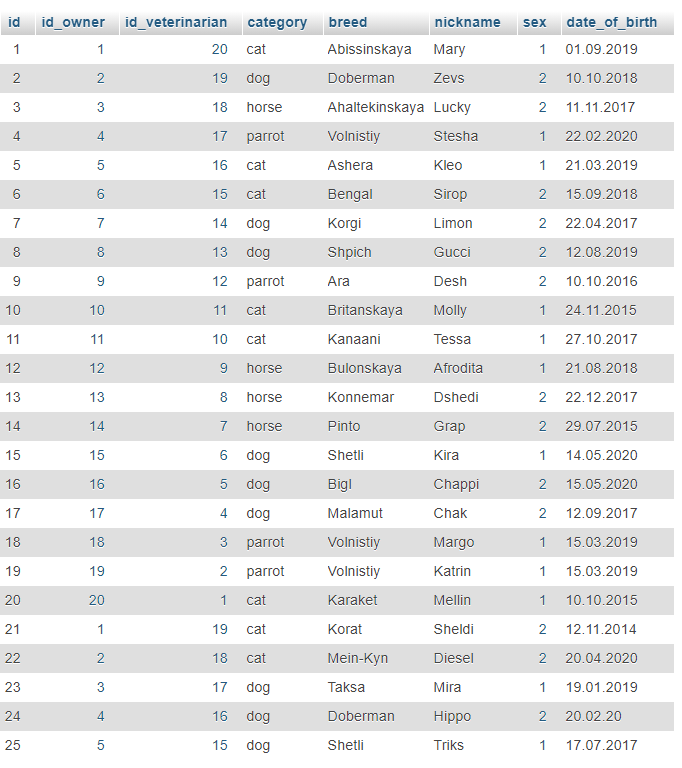 id id_owner id_veterinarian category breed nickname sex date_of_birth
1 1 20 cat Abissinskaya Mary 1 01.09.2019
2 2 19 dog Doberman Zevs 2 10.10.2018
3 3 18 horse Ahaltekinskaya Lucky 2 11.11.2017
4 4 17 parrot Volnistiy Stesha 1 22.02.2020
5 5 16 cat Ashera Kleo 1 21.03.2019
6 6 15 cat Bengal Sirop 2 15.09.2018
7 7 14 dog Korgi Limon 2 22.04.2017
8 8 13 dog Shpich Gucci 2 12.08.2019
9 9 12 parrot Ara Desh 2 10.10.2016
10 10 11 cat Britanskaya Molly 1 24.11.2015
11 11 10 cat Kanaani Tessa 1 27.10.2017
12 12 9 horse Bulonskaya Afrodita 1 21.08.2018
13 13 8 horse Konnemar Dshedi 2 22.12.2017
14 14 7 horse Pinto Grap 2 29.07.2015
15 15 6 dog Shetli Kira 1 14.05.2020
16 16 5 dog Bigl Chappi 2 15.05.2020
17 17 4 dog Malamut Chak 2 12.09.2017
18 18 3 parrot Volnistiy Margo 1 15.03.2019
19 19 2 parrot Volnistiy Katrin 1 15.03.2019
20 20 1 cat Karaket Mellin 1 10.10.2015
21 1 19 cat Korat Sheldi 2 12.11.2014
22 2 18 cat Mein-Kyn Diesel 2 20.04.2020
23 3 17 dog Taksa Mira 1 19.01.2019
24 4 16 dog Doberman Hippo 2 20.02.20
25 5 15 dog Shetli Triks 1 17.07.2017